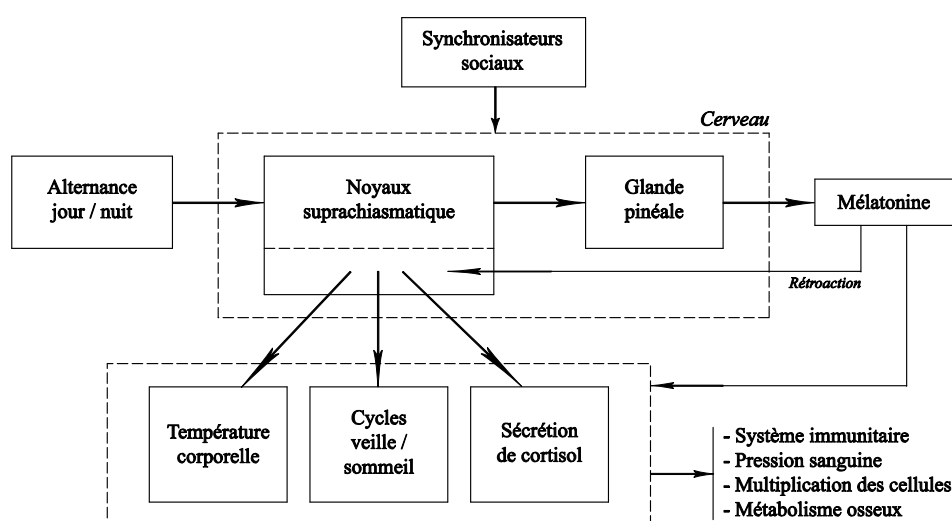 Synchronisateurs
sociaux
Cerveau
Alternance
jour / nuit
Noyaux
suprachiasmatique
Glande
pinéale
Mélatonine
Rétroaction
Température
corporelle
Cycles
veille /
sommeil
Sécrétion
de cortisol
- Système immunitaire
- Pression sanguine
- Multiplication des cellules
- Métabolisme osseux